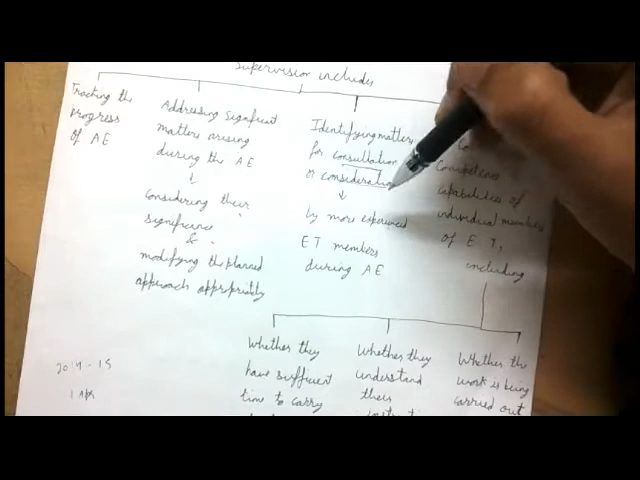 Supervision includes
Tracking the
progress
of AE
Addressing significant
matters arising
during the AE
↓
considering their
significance
&
modifying the planned
approach appropriately
Identifying matters
for consultation
or consideration
↓
by more experienced
ET members
during AE
Co
Competence
capabilities of
individual members
of E T,
including
Whether they
have sufficient
time to carry
Whether they
understand
their
Whether the
work is being
carried out
2014-15
1 Apr